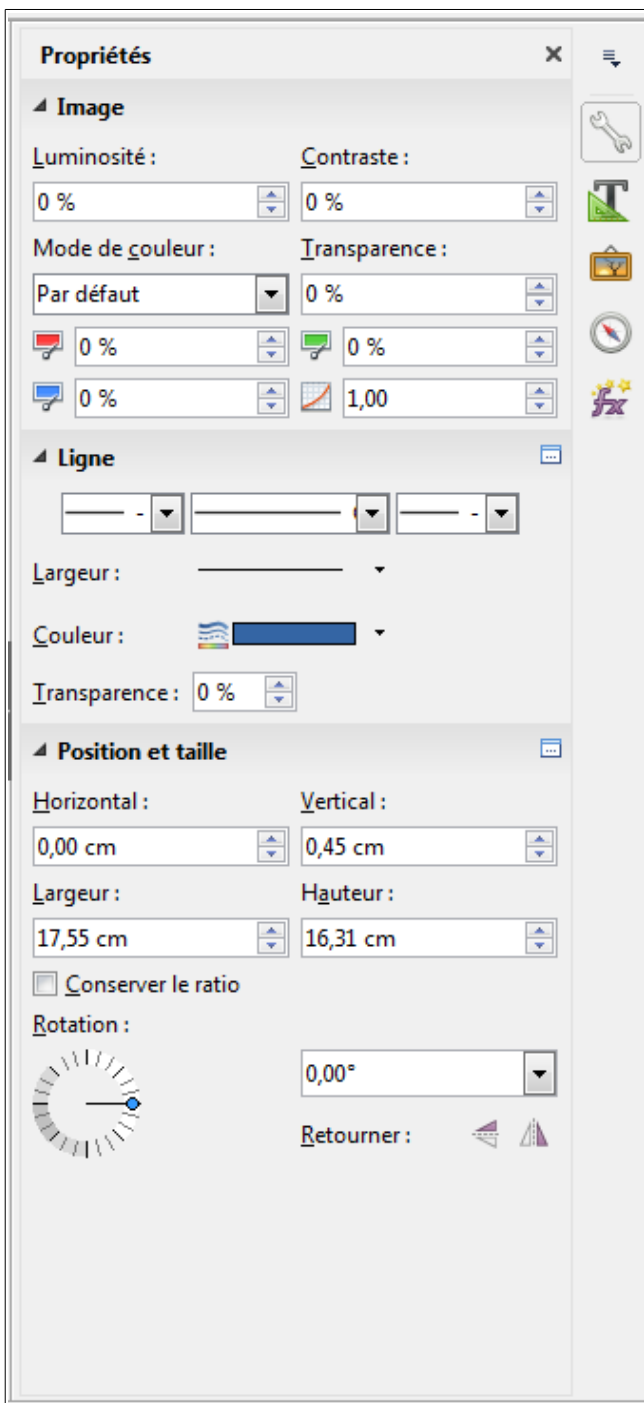 Propriétés
Image
Luminosité : Contraste :
0 % 0 %
Mode de couleur : Transparence :
Par défaut 0 %
0 % 0 %
0 % 1,00
Ligne
- -
Largeur :
Couleur :
Transparence : 0 %
Position et taille
Horizontal : Vertical :
0,00 cm 0,45 cm
Largeur : Hauteur :
17,55 cm 16,31 cm
Conserver le ratio
Rotation :
0,00°
Retourner :